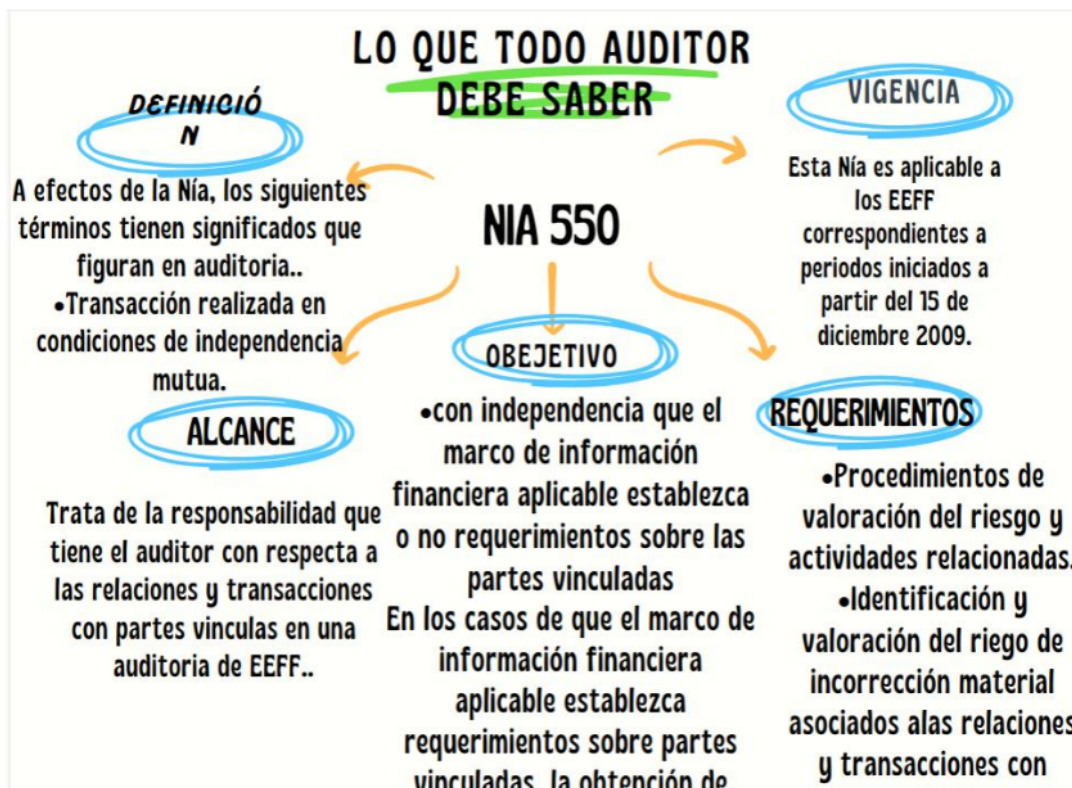 LO QUE TODO AUDITOR
DEBE SABER
DEFINICIÓ
N
A efectos de la Nía, los siguientes
términos tienen significados que
figuran en auditoria..
•Transacción realizada en
condiciones de independencia
mutua.
VIGENCIA
Esta Nía es aplicable a
los EEFF
correspondientes a
periodos iniciados a
partir del 15 de
diciembre 2009.
NIA 550
ALCANCE
Trata de la responsabilidad que
tiene el auditor con respecta a
las relaciones y transacciones
con partes vinculas en una
auditoria de EEFF..
OBEJETIVO
•con independencia que el
marco de información
financiera aplicable establezca
o no requerimientos sobre las
partes vinculadas
En los casos de que el marco de
información financiera
aplicable establezca
requerimientos sobre partes
vinculadas, la obtención de
REQUERIMIENTOS
•Procedimientos de
valoración del riesgo y
actividades relacionadas.
•Identificación y
valoración del riego de
incorrección material
asociados alas relaciones
y transacciones con